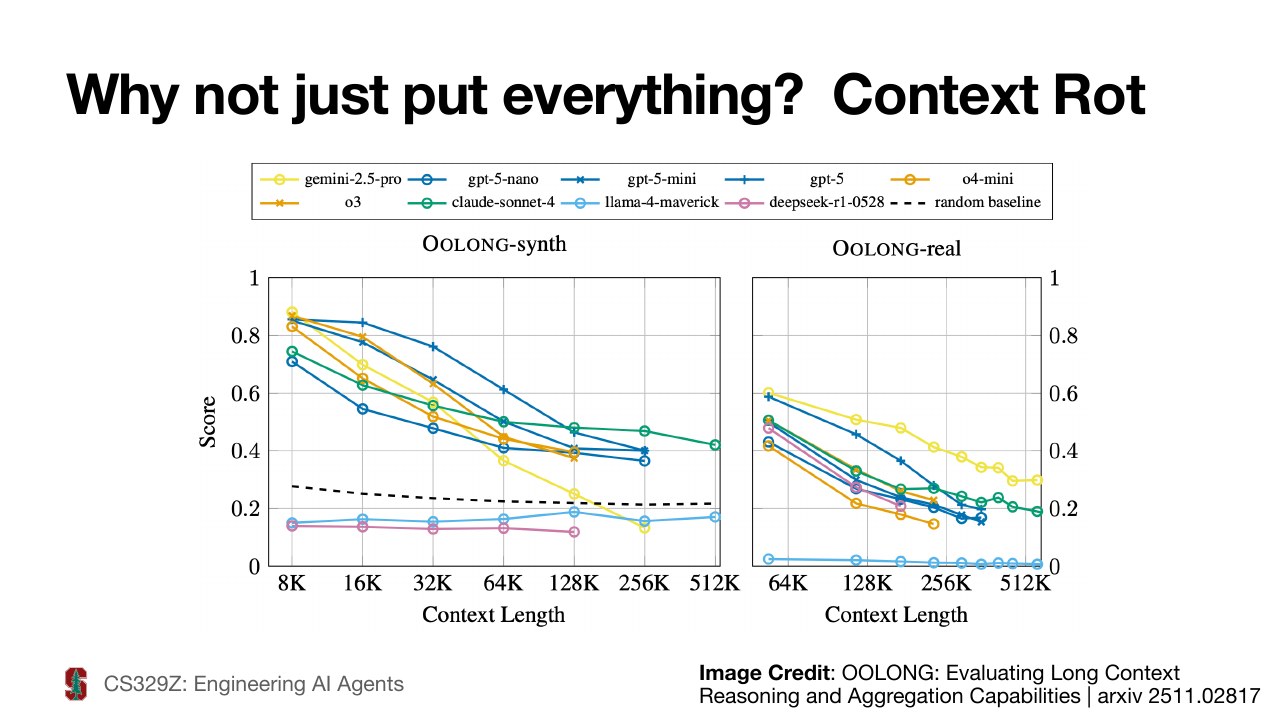 Why not just put everything? Context Rot
gemini-2.5-pro gpt-5-nano gpt-5-mini gpt-5 o4-mini
o3 claude-sonnet-4 llama-4-maverick deepseek-r1-0528 random baseline
OOLONG-synth
OOLONG-real
Score
1
0.8
0.6
0.4
0.2
0
8K 16K 32K 64K 128K 256K 512K
Context Length
1
0.8
0.6
0.4
0.2
0
64K 128K 256K 512K
Context Length
CS329Z: Engineering AI Agents
Image Credit: OOLONG: Evaluating Long Context
Reasoning and Aggregation Capabilities | arxiv 2511.02817